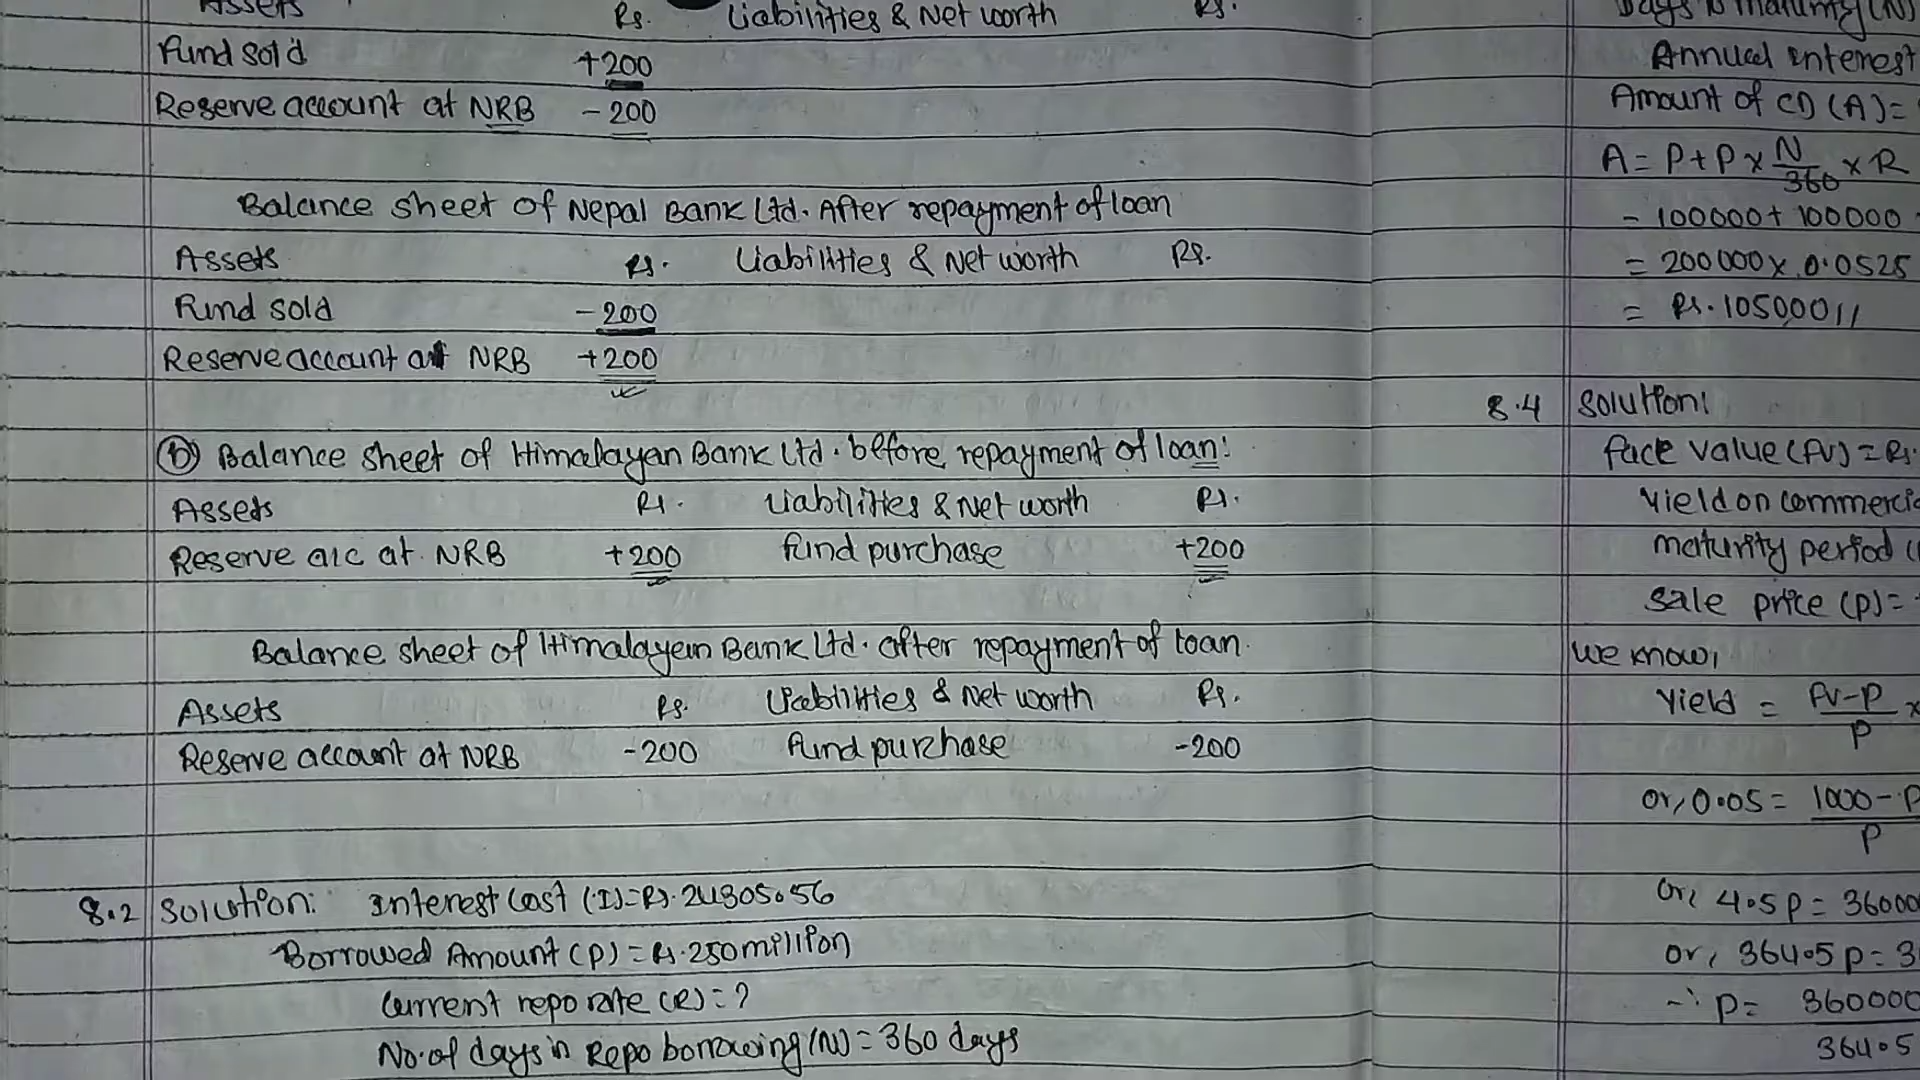 Assets Rs. Liabilities & Net worth Rs.
Fund sold +200
Reserve account at NRB -200
Balance sheet of Nepal Bank Ltd. After repayment of loan
Assets Rs. Liabilities & Net worth Rs.
Fund sold -200
Reserve account at NRB +200
(b) Balance sheet of Himalayan Bank Ltd. before repayment of loan:
Assets Rs. Liabilities & Net worth Rs.
Reserve a/c at NRB +200 fund purchase +200
Balance sheet of Himalayan Bank Ltd. after repayment of loan.
Assets Rs. Liabilities & Net worth Rs.
Reserve account at NRB -200 Fund purchase -200
8.2 Solution: Interest Cost (I)=Rs.24305.56
Borrowed Amount (P) = Rs.250 million
Current repo rate (R) = ?
No. of days in Repo borrowing (N) = 360 days
Days to maturity (N)
Annual interest
Amount of CD (A)=
A = P + P × N/360 × R
= 100000 + 100000
= 200000 × 0.0525
= Rs. 1050000//
8.4 Solution:
Face value (FV) = Rs.
Yield on commercia
maturity period (
Sale price (P) =
We know,
Yield = FV-P/P ×
or, 0.05 = 1000-P/P
or, 4.5P = 36000
or, 364.5P = 3
∴ P = 360000
364.5